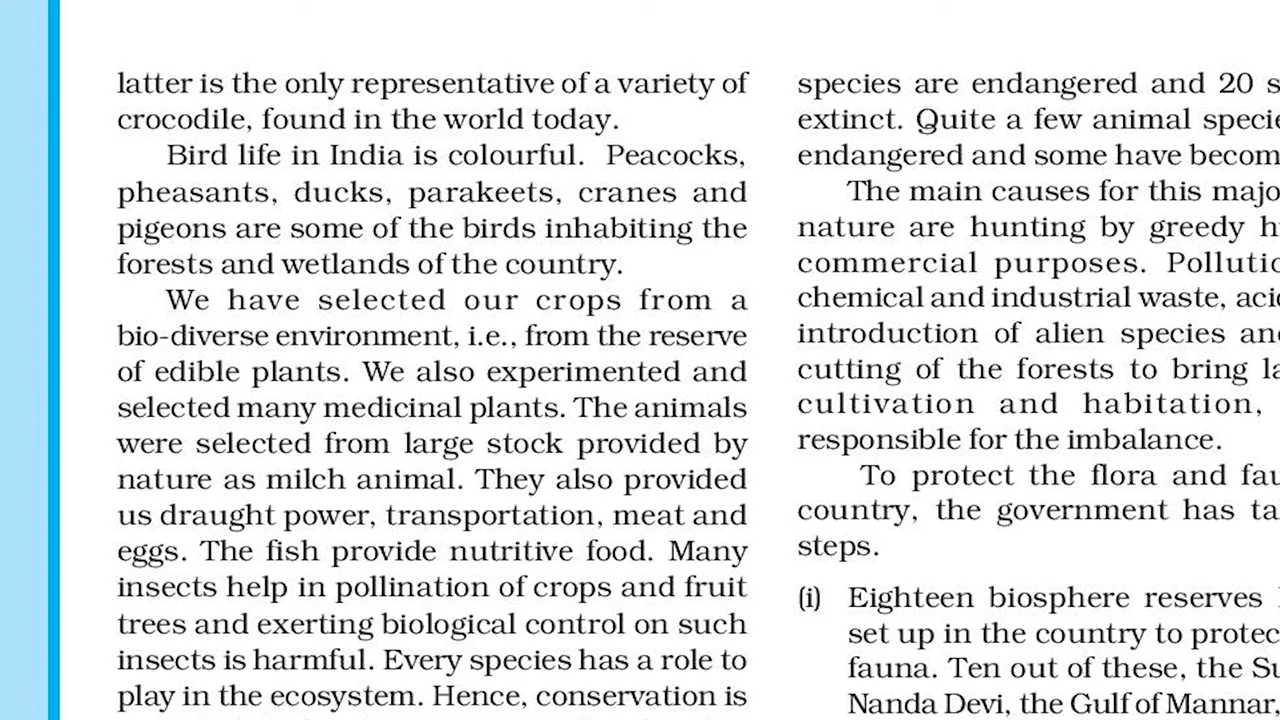 latter is the only representative of a variety of
crocodile, found in the world today.
Bird life in India is colourful. Peacocks,
pheasants, ducks, parakeets, cranes and
pigeons are some of the birds inhabiting the
forests and wetlands of the country.
We have selected our crops from a
bio-diverse environment, i.e., from the reserve
of edible plants. We also experimented and
selected many medicinal plants. The animals
were selected from large stock provided by
nature as milch animal. They also provided
us draught power, transportation, meat and
eggs. The fish provide nutritive food. Many
insects help in pollination of crops and fruit
trees and exerting biological control on such
insects is harmful. Every species has a role to
play in the ecosystem. Hence, conservation is
species are endangered and 20
extinct. Quite a few animal
endangered and some have
The main causes for this
nature are hunting by greedy
commercial purposes.
chemical and industrial waste,
introduction of alien species
cutting of the forests to bring
cultivation and habitation,
responsible for the imbalance.
To protect the flora and
country, the government has
steps.
(i) Eighteen biosphere reserves
set up in the country to
fauna. Ten out of these, the
Nanda Devi, the Gulf of Mannar,